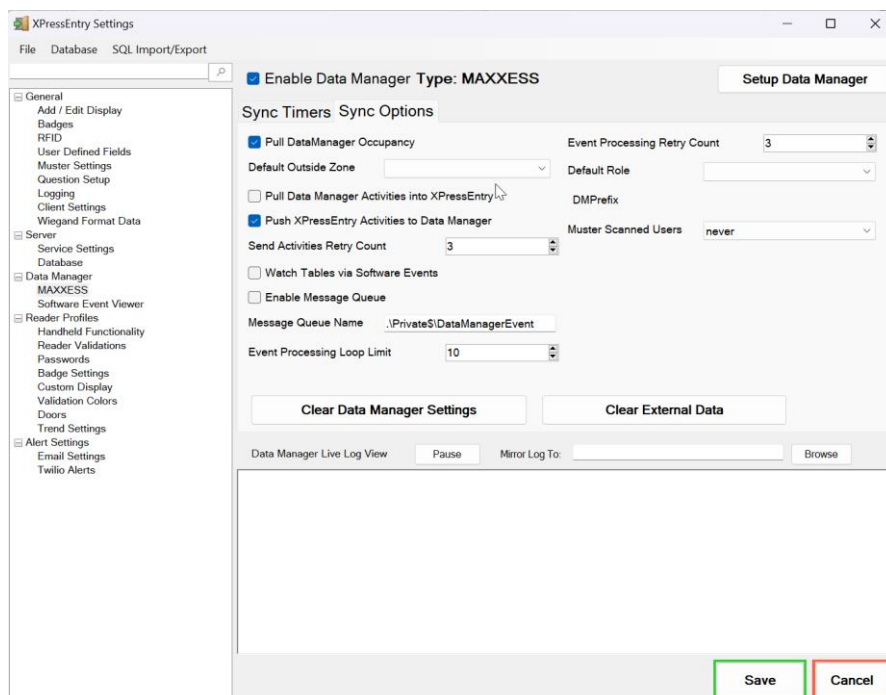 XPressEntry Settings
File Database SQL Import/Export
General
Add / Edit Display
Badges
RFID
User Defined Fields
Muster Settings
Question Setup
Logging
Client Settings
Wiegand Format Data
Server
Service Settings
Database
Data Manager
MAXXESS
Software Event Viewer
Reader Profiles
Handheld Functionality
Reader Validations
Passwords
Badge Settings
Custom Display
Validation Colors
Doors
Trend Settings
Alert Settings
Email Settings
Twilio Alerts
Enable Data Manager Type: MAXXESS Setup Data Manager
Sync Timers Sync Options
Pull DataManager Occupancy Event Processing Retry Count 3
Default Outside Zone Default Role
Pull Data Manager Activities into XPressEntry DMPrefix
Push XPressEntry Activities to Data Manager Muster Scanned Users never
Send Activities Retry Count 3
Watch Tables via Software Events
Enable Message Queue
Message Queue Name .\Private$\DataManagerEvent
Event Processing Loop Limit 10
Clear Data Manager Settings Clear External Data
Data Manager Live Log View Pause Mirror Log To: Browse
Save Cancel